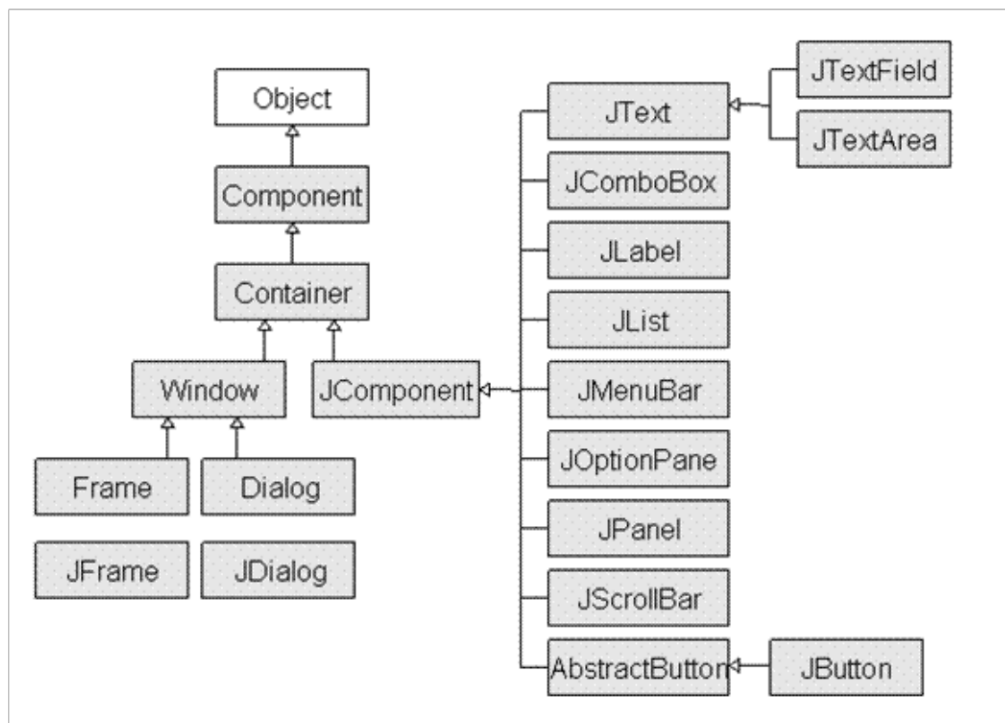 Object
Component
Container
Window
JComponent
Frame
Dialog
JFrame
JDialog
JText
JComboBox
JLabel
JList
JMenuBar
JOptionPane
JPanel
JScrollBar
AbstractButton
JTextField
JTextArea
JButton